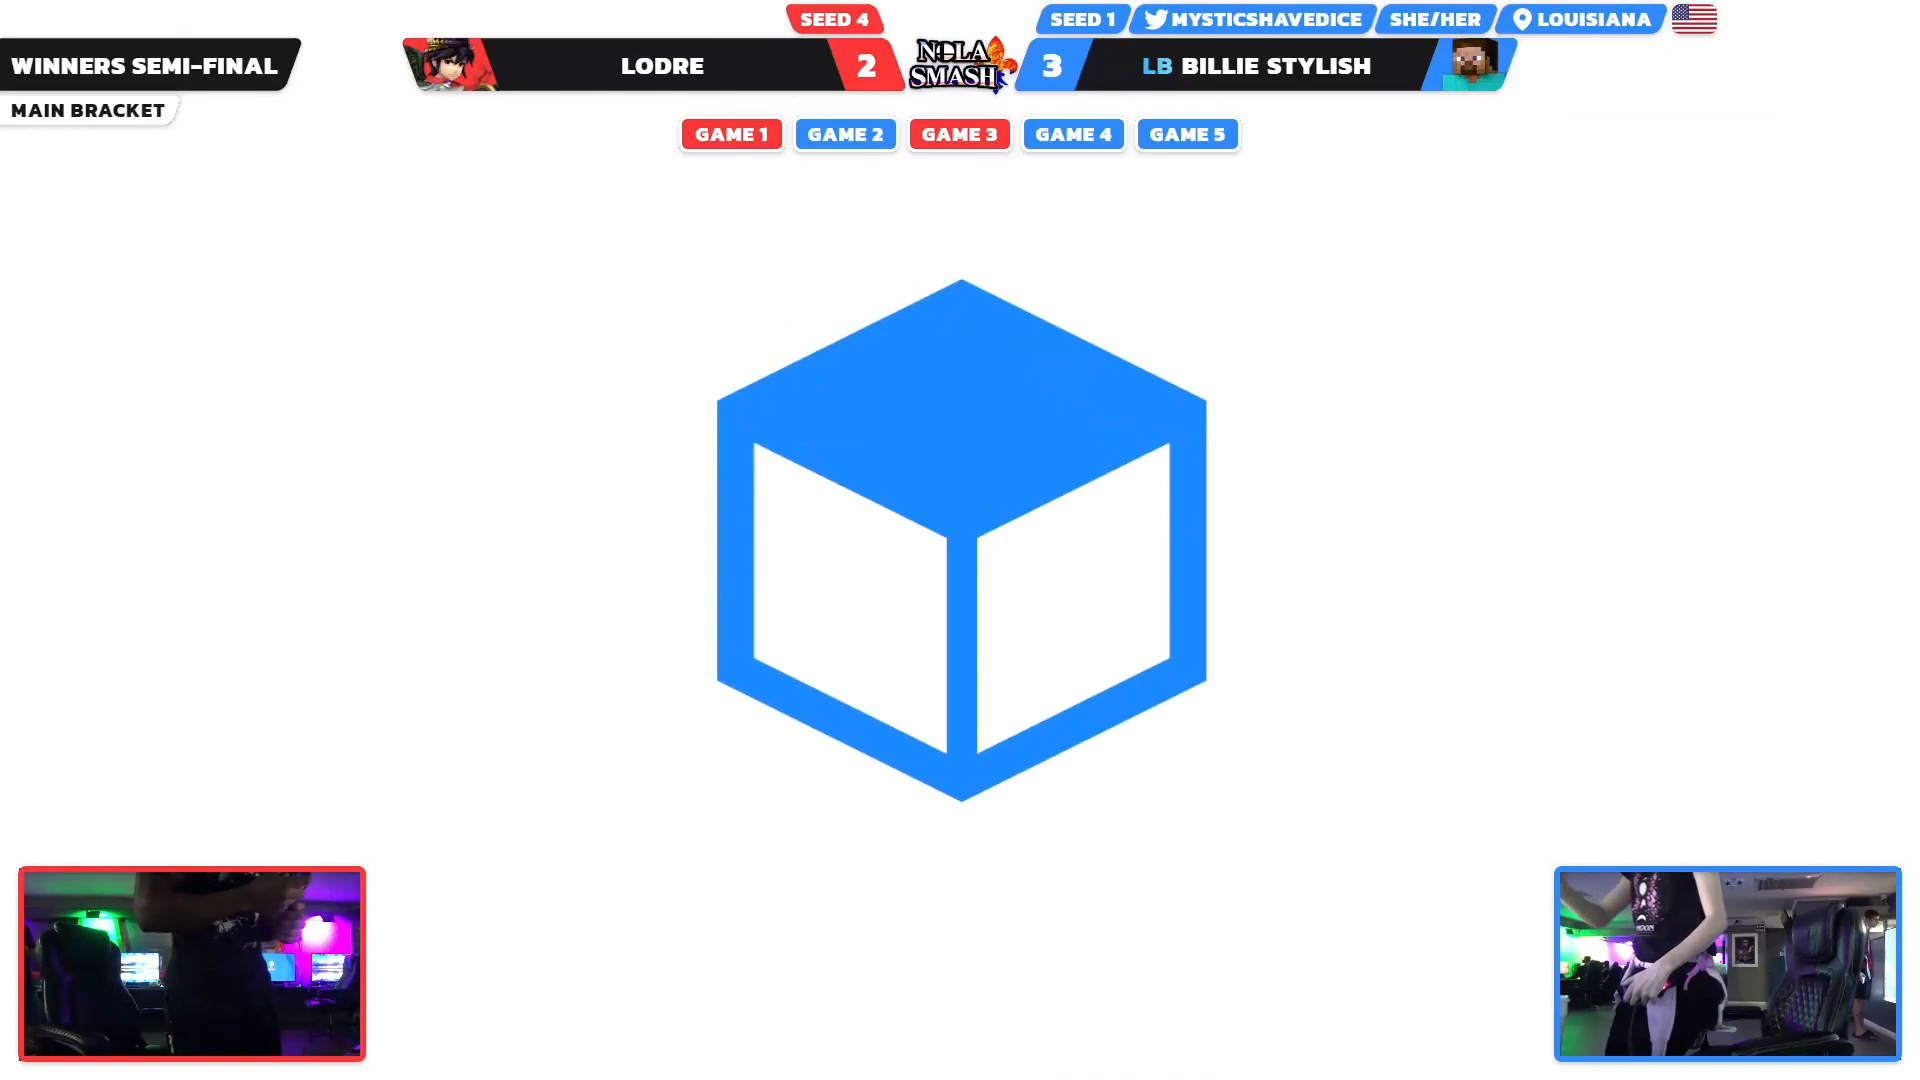 SEED 4
SEED 1
MYSTICSHAVEDICE
SHE/HER
LOUISIANA
WINNERS SEMI-FINAL
LODRE
2
NOLA
SMASH
3
LB BILLIE STYLISH
MAIN BRACKET
GAME 1
GAME 2
GAME 3
GAME 4
GAME 5